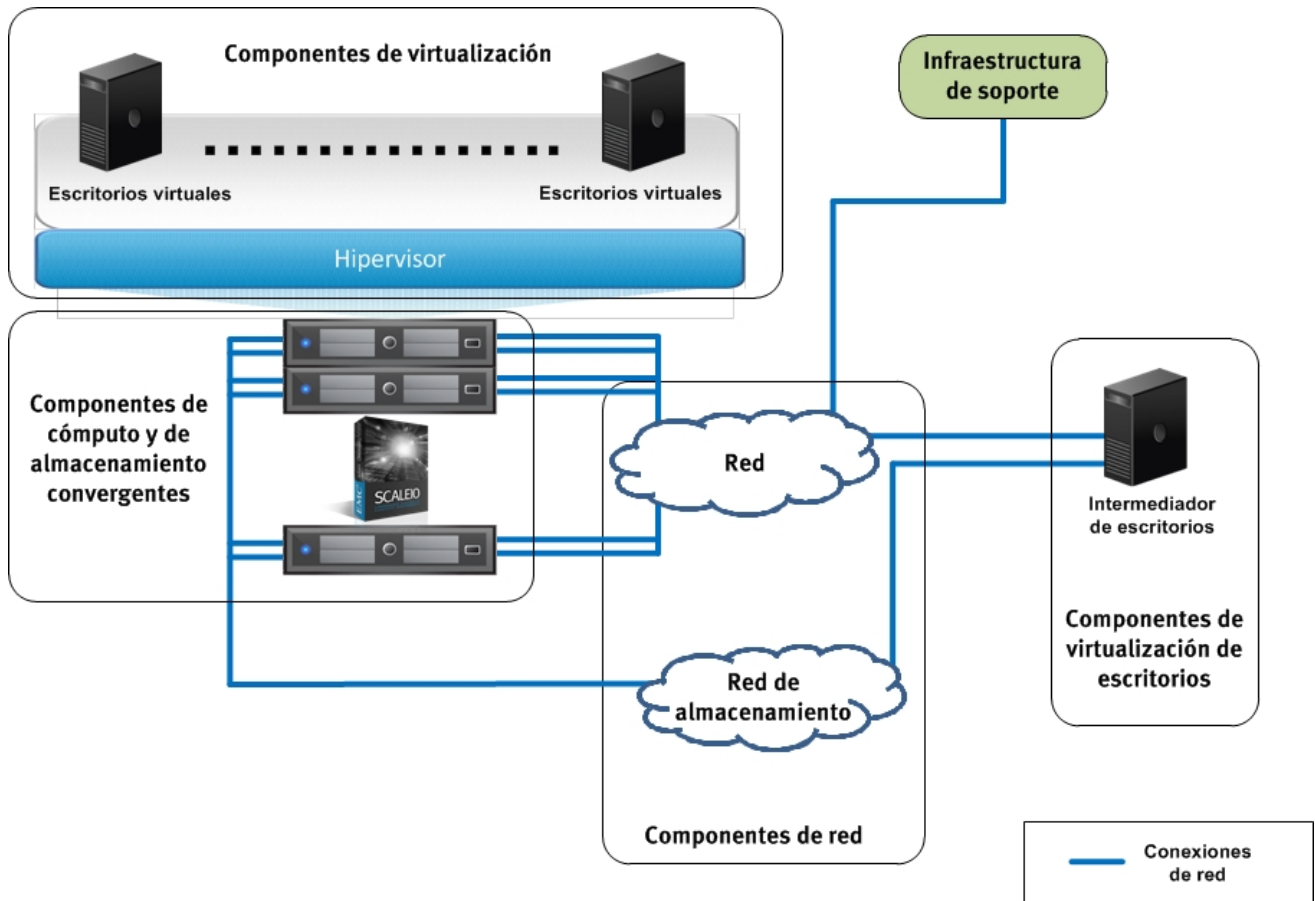 Componentes de virtualización
Escritorios virtuales
Escritorios virtuales
Hipervisor
Infraestructura
de soporte
Componentes de
cómputo y de
almacenamiento
convergentes
EMC
SCALEIO
Red
Red de
almacenamiento
Componentes de red
Intermediador
de escritorios
Componentes de
virtualización de
escritorios
Conexiones
de red